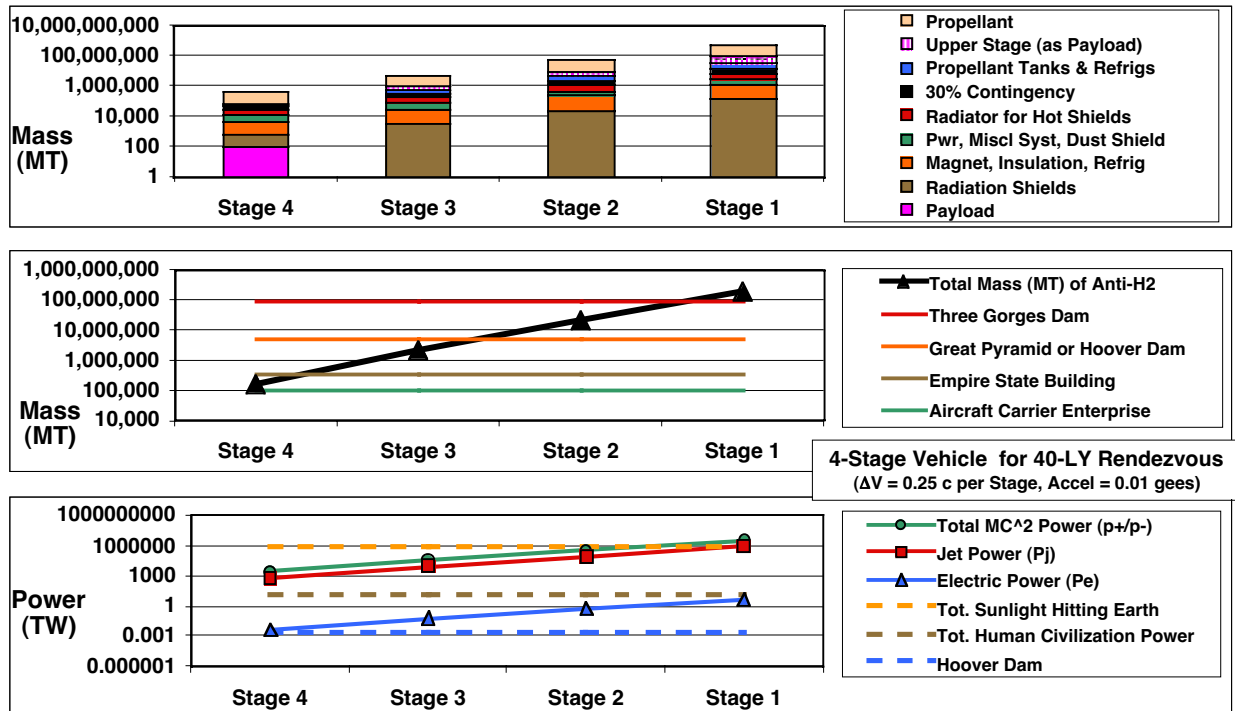 10,000,000,000
100,000,000
1,000,000
10,000
100
1
Mass
(MT)
Stage 4
Stage 3
Stage 2
Stage 1
Propellant
Upper Stage (as Payload)
Propellant Tanks & Refrigs
30% Contingency
Radiator for Hot Shields
Pwr, Miscl Syst, Dust Shield
Magnet, Insulation, Refrig
Radiation Shields
Payload
1,000,000,000
100,000,000
10,000,000
1,000,000
100,000
10,000
Mass
(MT)
Stage 4
Stage 3
Stage 2
Stage 1
Total Mass (MT) of Anti-H2
Three Gorges Dam
Great Pyramid or Hoover Dam
Empire State Building
Aircraft Carrier Enterprise
4-Stage Vehicle for 40-LY Rendezvous
(ΔV = 0.25 c per Stage, Accel = 0.01 gees)
1000000000
1000000
1000
1
0.001
0.000001
Power
(TW)
Stage 4
Stage 3
Stage 2
Stage 1
Total MC^2 Power (p+/p-)
Jet Power (Pj)
Electric Power (Pe)
Tot. Sunlight Hitting Earth
Tot. Human Civilization Power
Hoover Dam